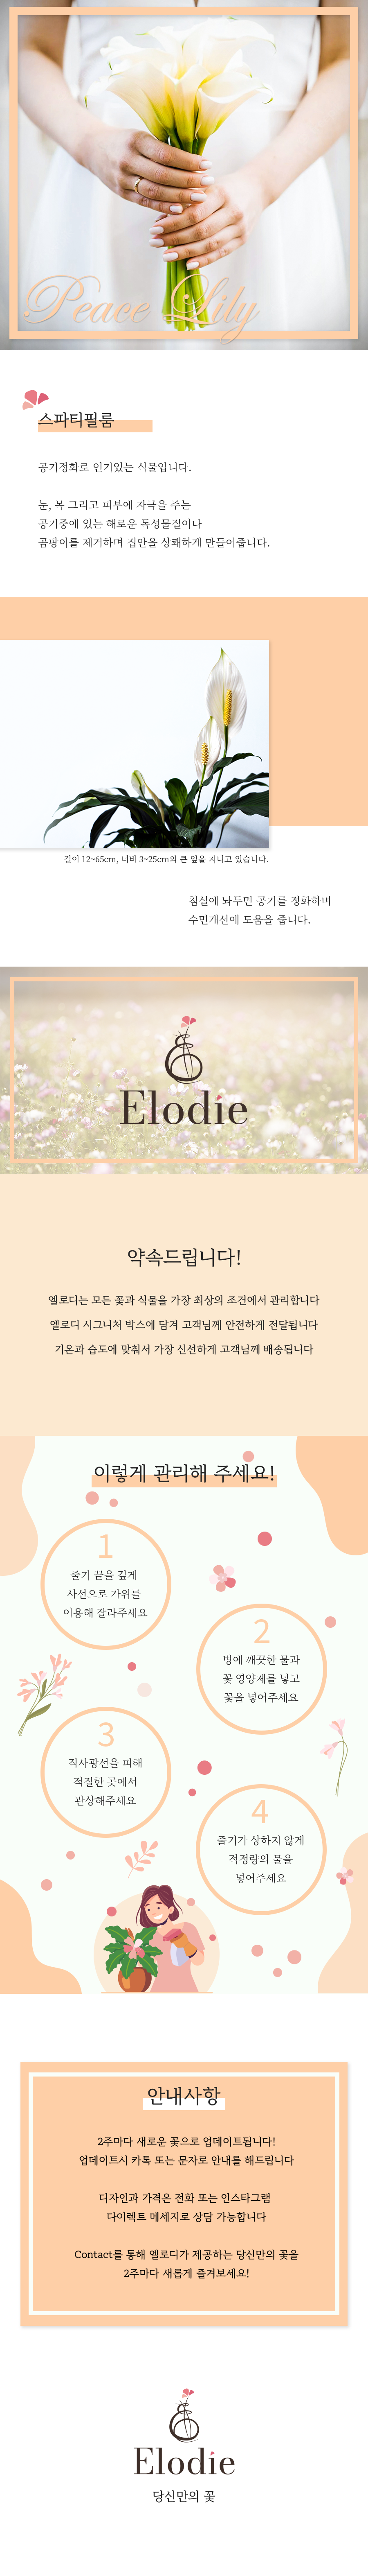 Peace Lily
스파티필룸
공기정화로 인기있는 식물입니다.
눈, 목 그리고 피부에 자극을 주는
공기중에 있는 해로운 독성물질이나
곰팡이를 제거하며 집안을 상쾌하게 만들어줍니다.
길이 12~65cm, 너비 3~25cm의 큰 잎을 지니고 있습니다.
침실에 놔두면 공기를 정화하며
수면개선에 도움을 줍니다.
Elodie
약속드립니다!
엘로디는 모든 꽃과 식물을 가장 최상의 조건에서 관리합니다
엘로디 시그니처 박스에 담겨 고객님께 안전하게 전달됩니다
기온과 습도에 맞춰서 가장 신선하게 고객님께 배송됩니다
이렇게 관리해 주세요!
1
줄기 끝을 깊게
사선으로 가위를
이용해 잘라주세요
2
병에 깨끗한 물과
꽃 영양제를 넣고
꽃을 넣어주세요
3
직사광선을 피해
적절한 곳에서
관상해주세요
4
줄기가 상하지 않게
적정량의 물을
넣어주세요
안내사항
2주마다 새로운 꽃으로 업데이트됩니다!
업데이트시 카톡 또는 문자로 안내를 해드립니다
디자인과 가격은 전화 또는 인스타그램
다이렉트 메세지로 상담 가능합니다
Contact를 통해 엘로디가 제공하는 당신만의 꽃을
2주마다 새롭게 즐겨보세요!
Elodie
당신만의 꽃